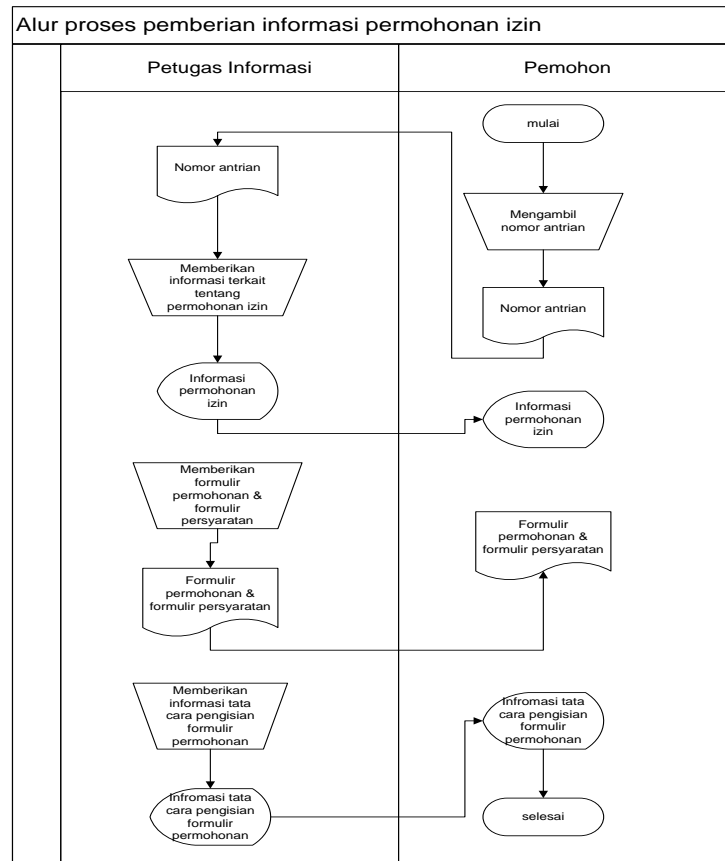 Alur proses pemberian informasi permohonan izin
Petugas Informasi
Pemohon
mulai
Mengambil
nomor antrian
Nomor antrian
Nomor antrian
Memberikan
informasi terkait
tentang
permohonan izin
Informasi
permohonan
izin
Informasi
permohonan
izin
Memberikan
formulir
permohonan &
formulir
persyaratan
Formulir
permohonan &
formulir persyaratan
Formulir
permohonan &
formulir persyaratan
Memberikan
informasi tata
cara pengisian
formulir
permohonan
Infromasi tata
cara pengisian
formulir
permohonan
Infromasi tata
cara pengisian
formulir
permohonan
selesai